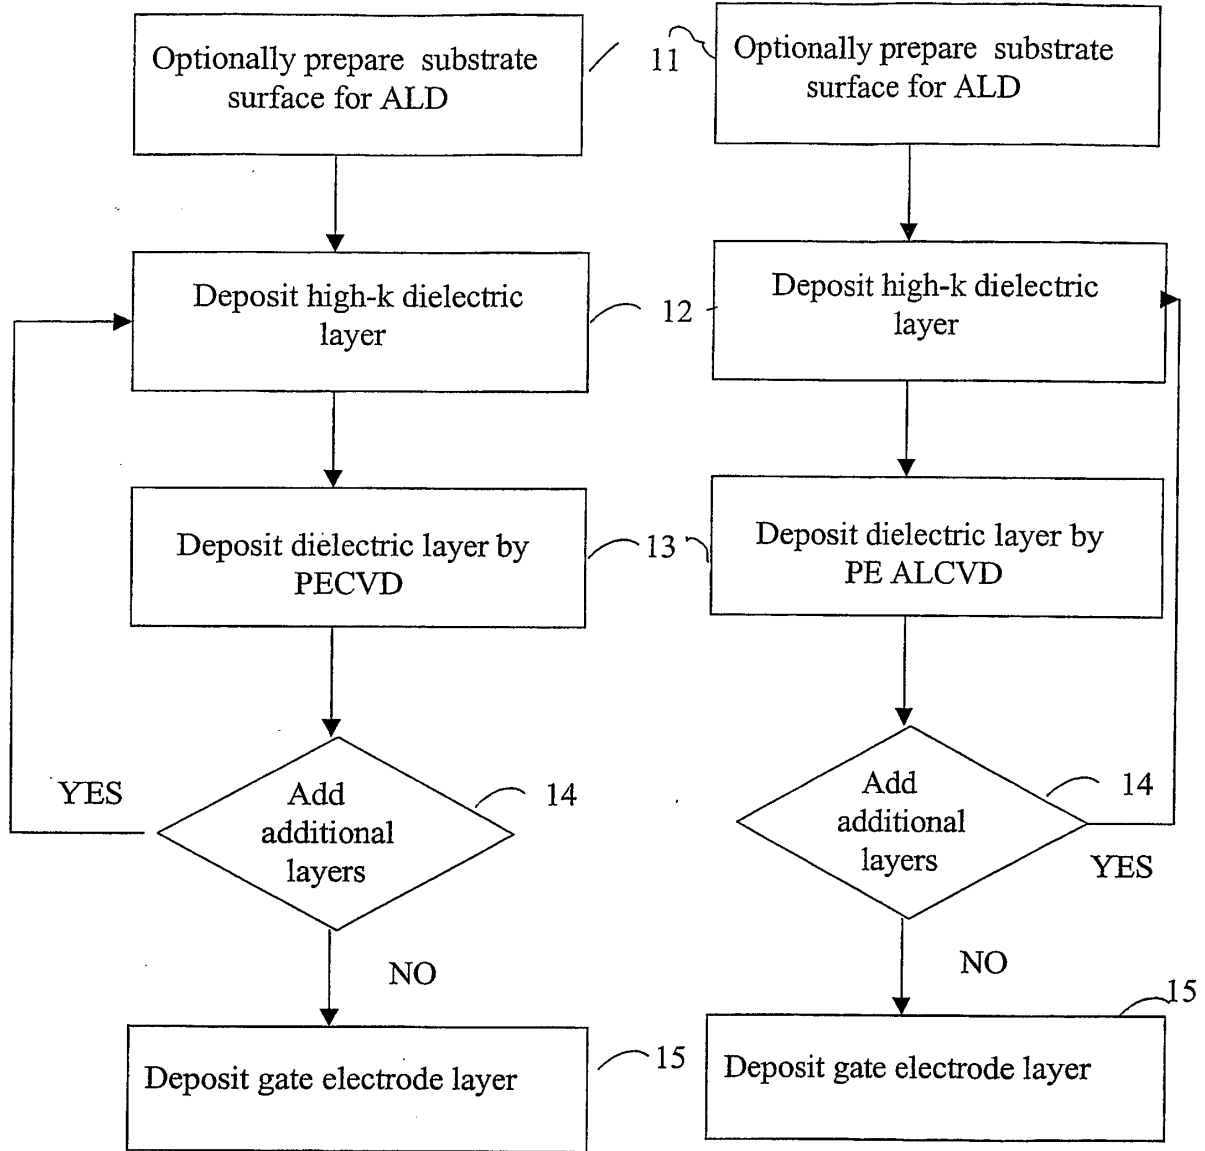 Optionally prepare substrate
surface for ALD
11
Optionally prepare substrate
surface for ALD
Deposit high-k dielectric
layer
12
Deposit high-k dielectric
layer
Deposit dielectric layer by
PECVD
13
Deposit dielectric layer by
PE ALCVD
YES
Add
additional
layers
14
Add
additional
layers
14
YES
NO
NO
Deposit gate electrode layer
15
Deposit gate electrode layer
15